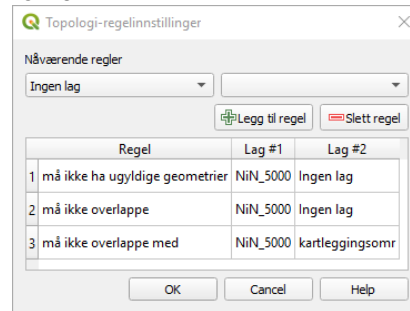 Topologi-regelinnstillinger
Nåværende regler
Ingen lag
Legg til regel Slett regel
Regel Lag #1 Lag #2
1 må ikke ha ugyldige geometrier NiN_5000 Ingen lag
2 må ikke overlappe NiN_5000 Ingen lag
3 må ikke overlappe med NiN_5000 kartleggingsomr
OK Cancel Help